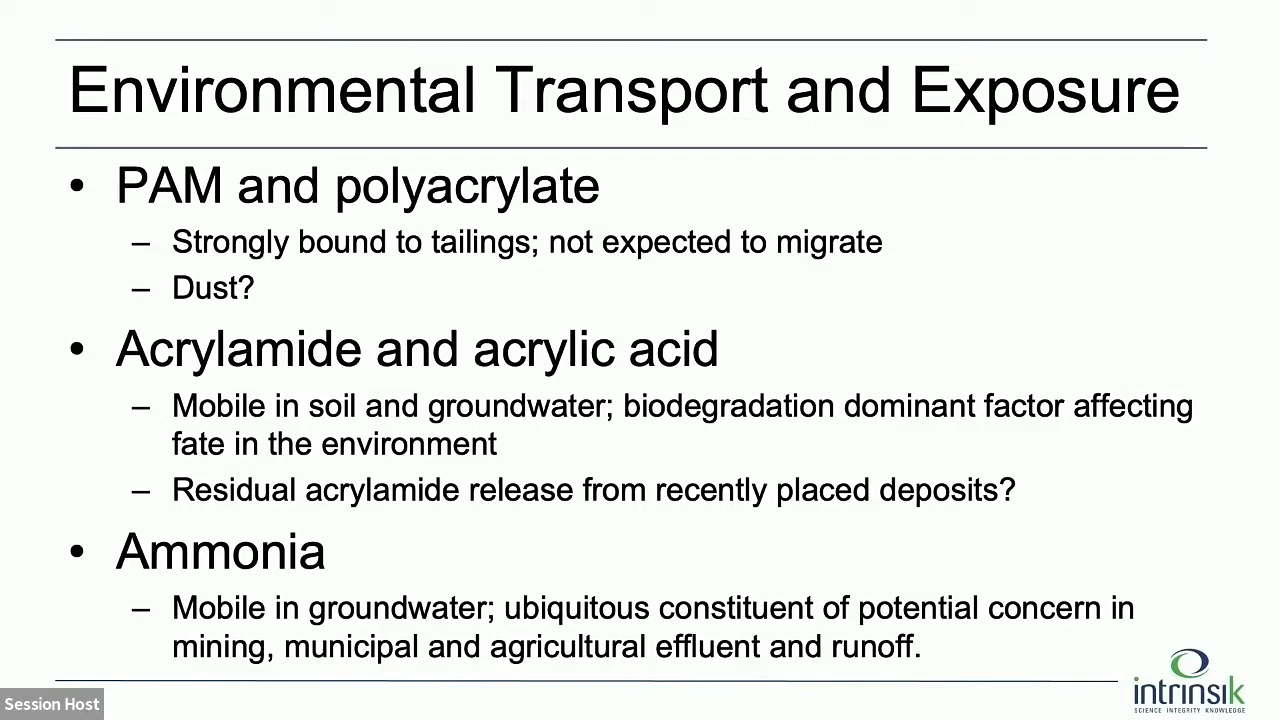 Environmental Transport and Exposure
• PAM and polyacrylate
– Strongly bound to tailings; not expected to migrate
– Dust?
• Acrylamide and acrylic acid
– Mobile in soil and groundwater; biodegradation dominant factor affecting
fate in the environment
– Residual acrylamide release from recently placed deposits?
• Ammonia
– Mobile in groundwater; ubiquitous constituent of potential concern in
mining, municipal and agricultural effluent and runoff.
intrinsik
SCIENCE INTEGRITY KNOWLEDGE
Session Host